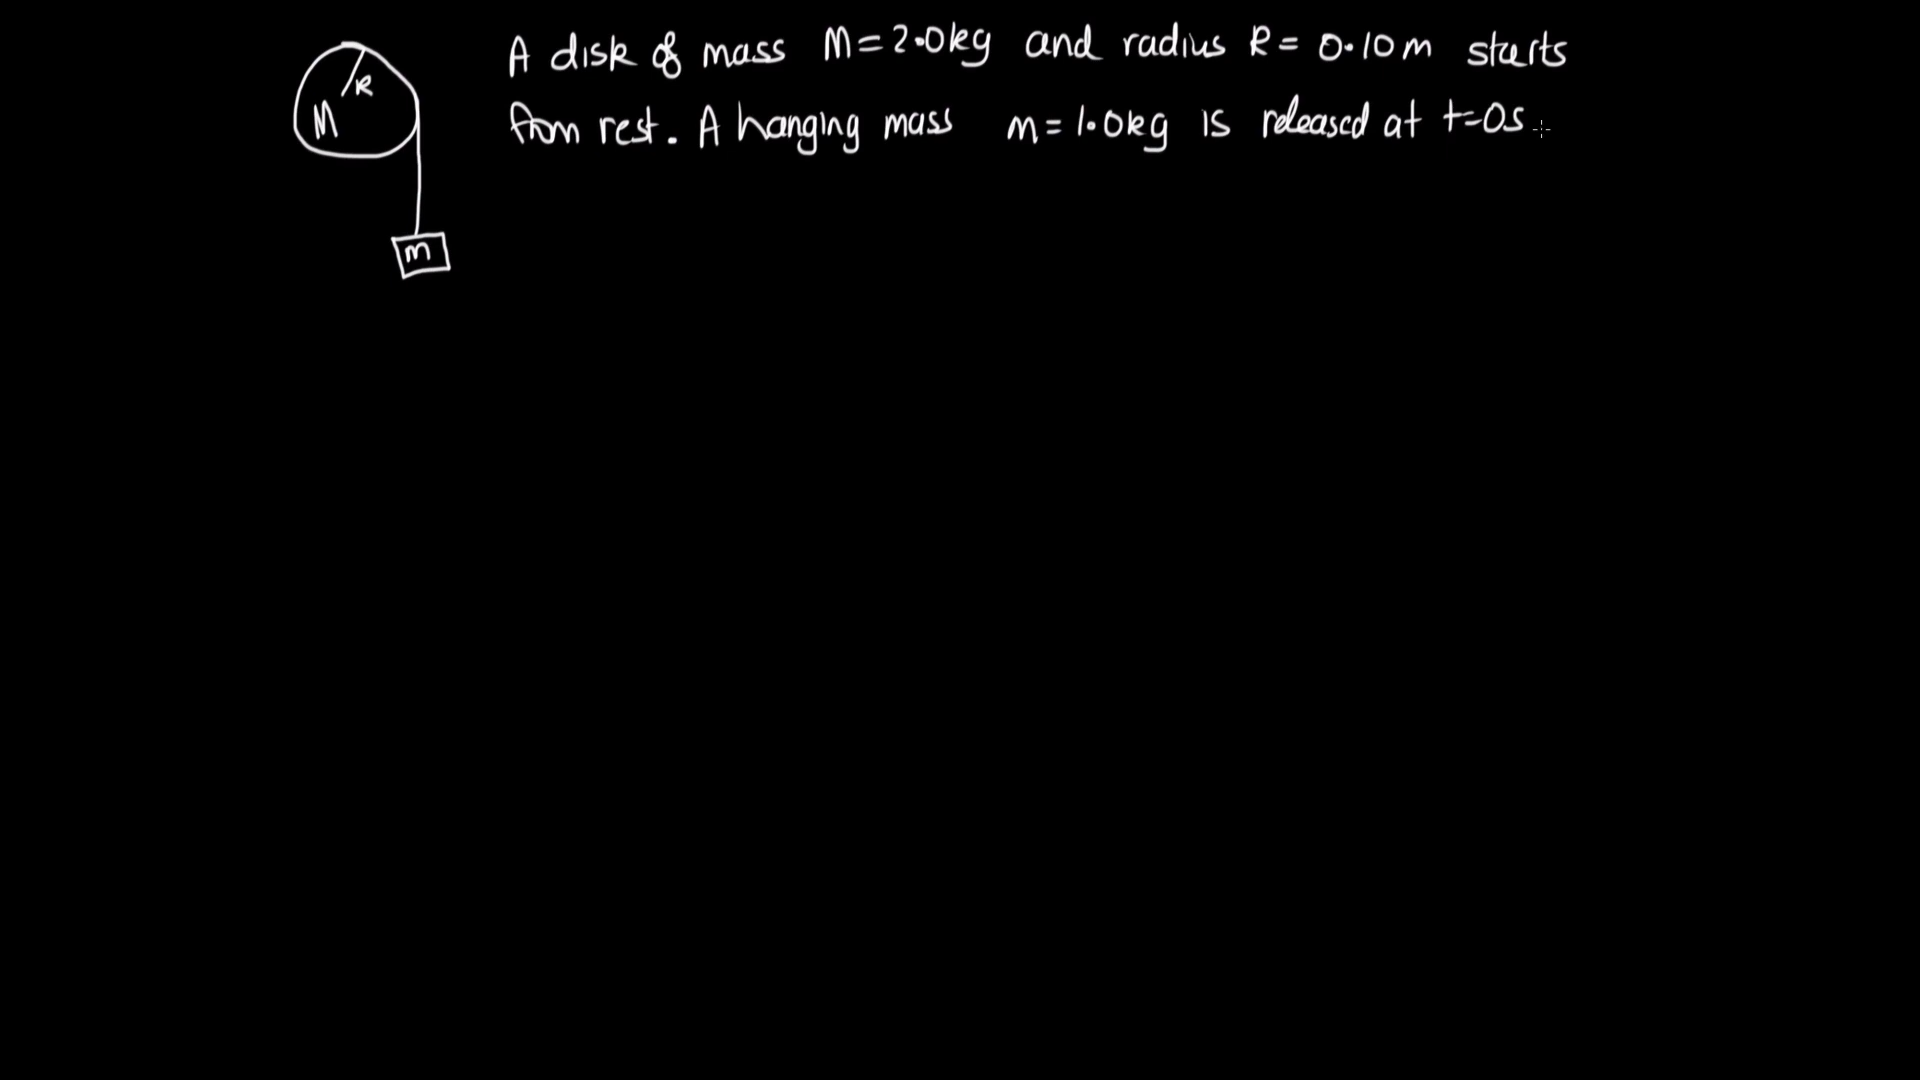 A disk of mass M=2.0kg and radius R= 0.10m starts
from rest. A hanging mass m=1.0kg is released at t=0s.
M R
m